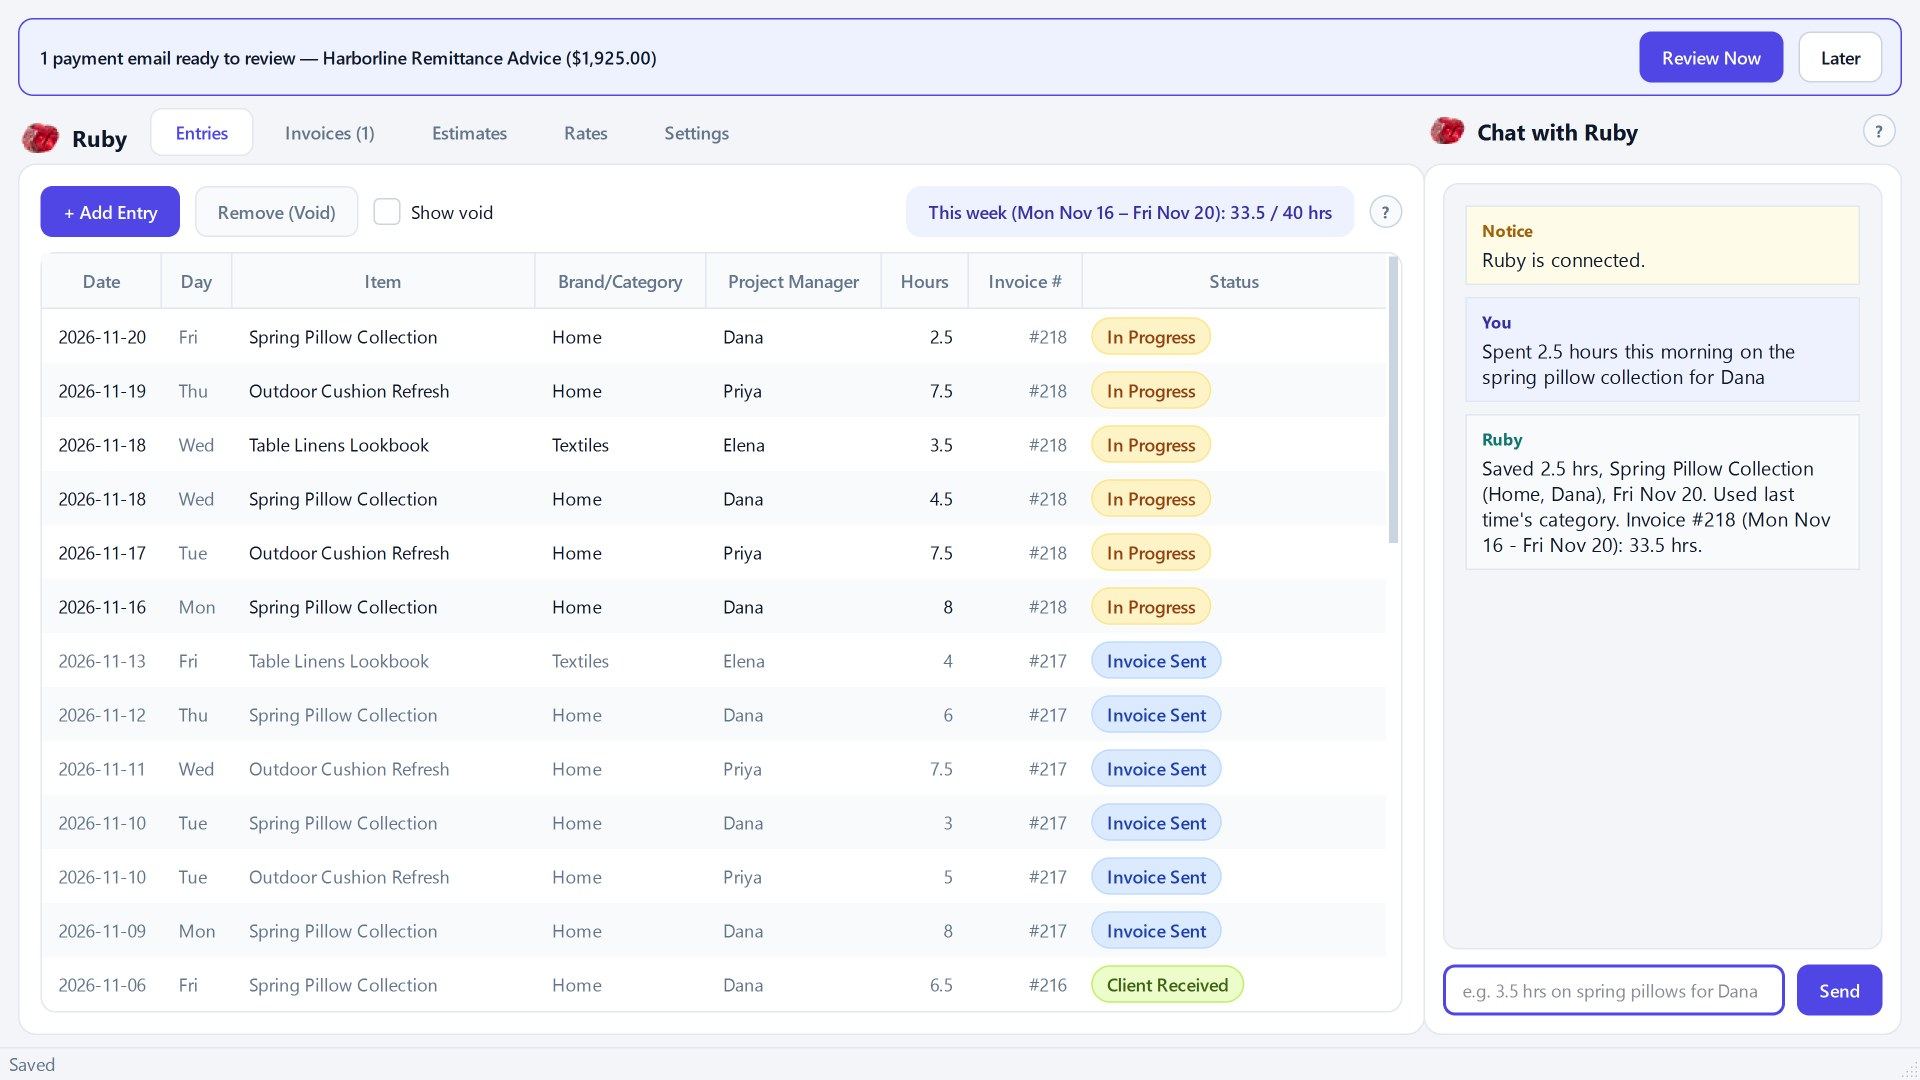 1 payment email ready to review — Harborline Remittance Advice ($1,925.00)
Review Now
Later
Ruby
Entries
Invoices (1)
Estimates
Rates
Settings
Chat with Ruby
?
+ Add Entry
Remove (Void)
Show void
This week (Mon Nov 16 – Fri Nov 20): 33.5 / 40 hrs
?
Date Day Item Brand/Category Project Manager Hours Invoice # Status
2026-11-20 Fri Spring Pillow Collection Home Dana 2.5 #218 In Progress
2026-11-19 Thu Outdoor Cushion Refresh Home Priya 7.5 #218 In Progress
2026-11-18 Wed Table Linens Lookbook Textiles Elena 3.5 #218 In Progress
2026-11-18 Wed Spring Pillow Collection Home Dana 4.5 #218 In Progress
2026-11-17 Tue Outdoor Cushion Refresh Home Priya 7.5 #218 In Progress
2026-11-16 Mon Spring Pillow Collection Home Dana 8 #218 In Progress
2026-11-13 Fri Table Linens Lookbook Textiles Elena 4 #217 Invoice Sent
2026-11-12 Thu Spring Pillow Collection Home Dana 6 #217 Invoice Sent
2026-11-11 Wed Outdoor Cushion Refresh Home Priya 7.5 #217 Invoice Sent
2026-11-10 Tue Spring Pillow Collection Home Dana 3 #217 Invoice Sent
2026-11-10 Tue Outdoor Cushion Refresh Home Priya 5 #217 Invoice Sent
2026-11-09 Mon Spring Pillow Collection Home Dana 8 #217 Invoice Sent
2026-11-06 Fri Spring Pillow Collection Home Dana 6.5 #216 Client Received
Notice
Ruby is connected.
You
Spent 2.5 hours this morning on the
spring pillow collection for Dana
Ruby
Saved 2.5 hrs, Spring Pillow Collection
(Home, Dana), Fri Nov 20. Used last
time's category. Invoice #218 (Mon Nov
16 - Fri Nov 20): 33.5 hrs.
e.g. 3.5 hrs on spring pillows for Dana
Send
Saved